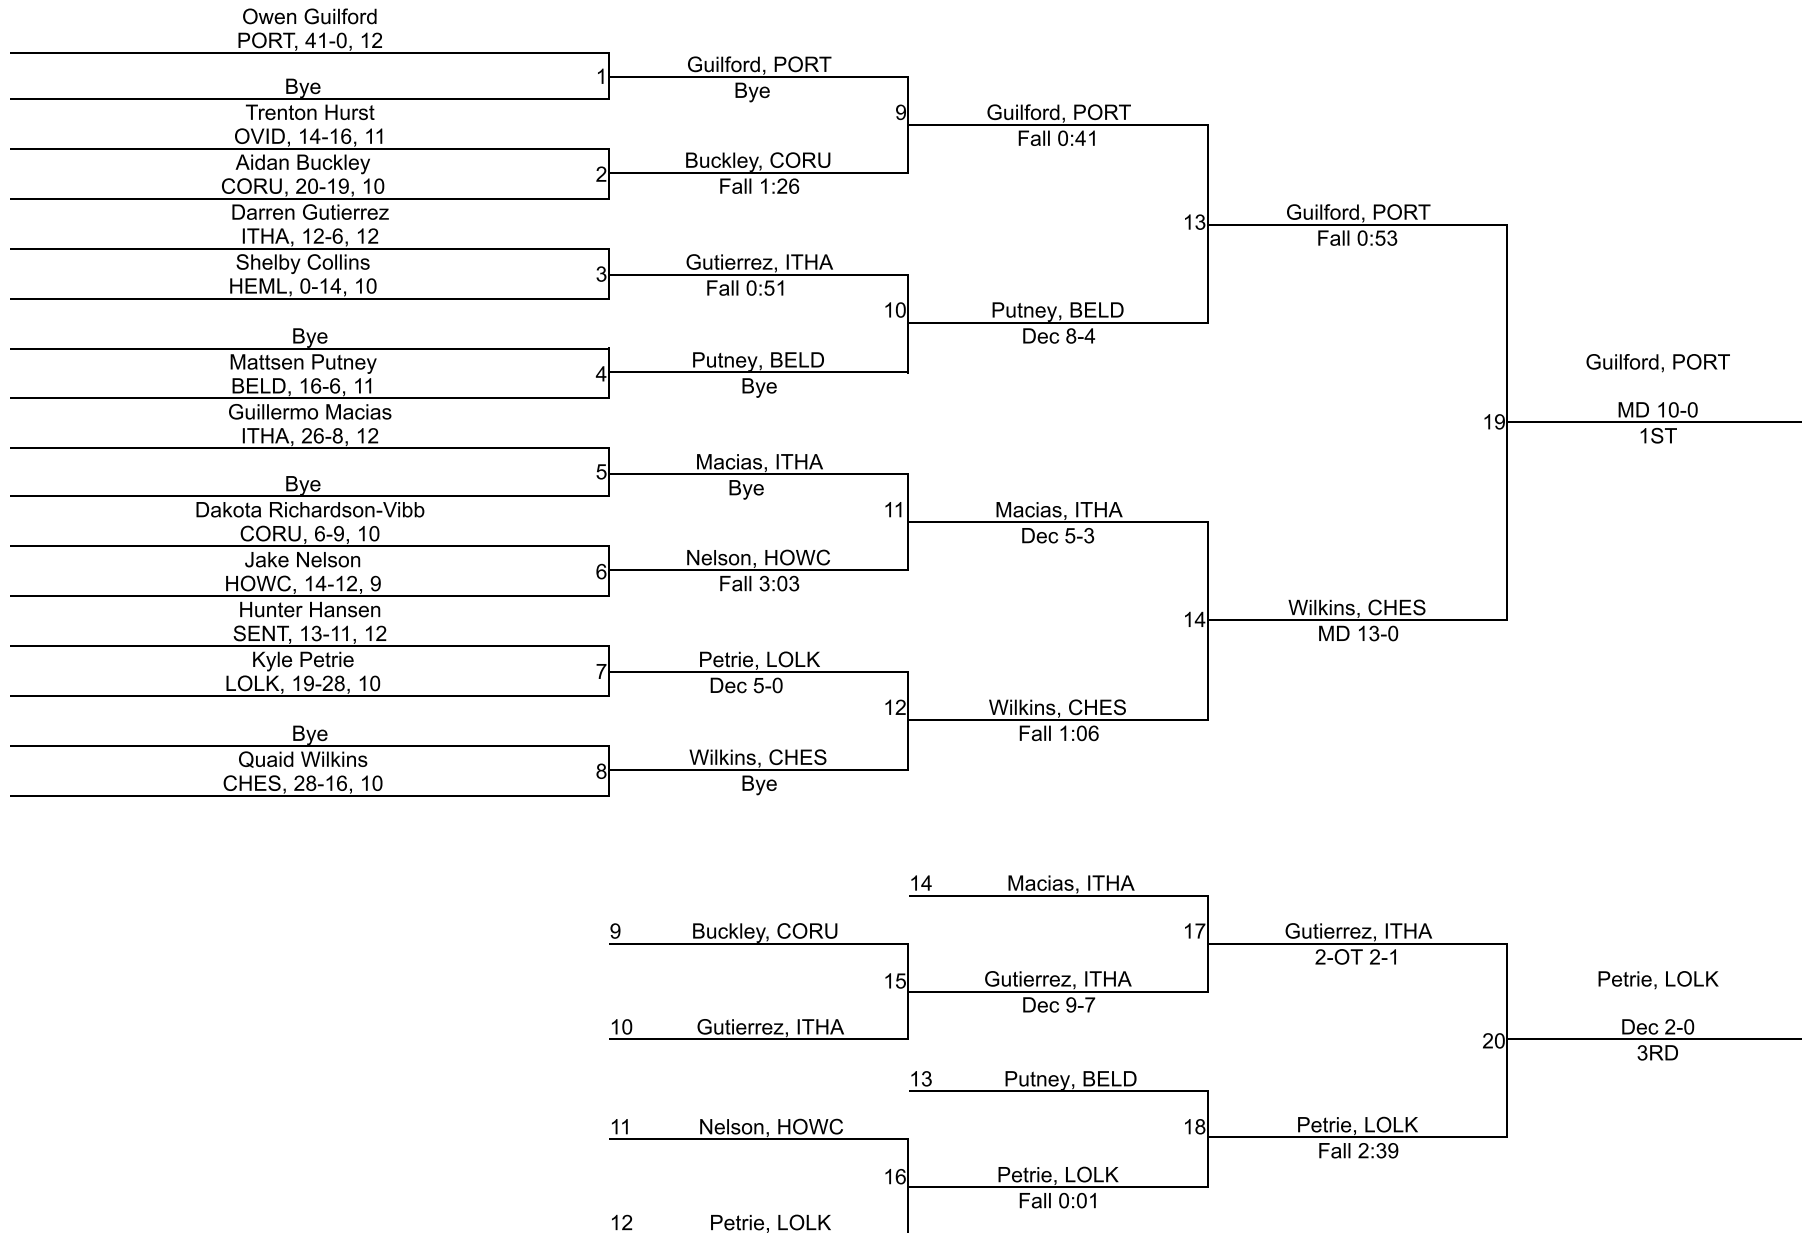 Owen Guilford
PORT, 41-0, 12
Bye
Trenton Hurst
OVID, 14-16, 11
Aidan Buckley
CORU, 20-19, 10
Darren Gutierrez
ITHA, 12-6, 12
Shelby Collins
HEML, 0-14, 10
Bye
Mattsen Putney
BELD, 16-6, 11
Guillermo Macias
ITHA, 26-8, 12
Bye
Dakota Richardson-Vibb
CORU, 6-9, 10
Jake Nelson
HOWC, 14-12, 9
Hunter Hansen
SENT, 13-11, 12
Kyle Petrie
LOLK, 19-28, 10
Bye
Quaid Wilkins
CHES, 28-16, 10
1
Guilford, PORT
Bye
2
Buckley, CORU
Fall 1:26
3
Gutierrez, ITHA
Fall 0:51
4
Putney, BELD
Bye
5
Macias, ITHA
Bye
6
Nelson, HOWC
Fall 3:03
7
Petrie, LOLK
Dec 5-0
8
Wilkins, CHES
Bye
9
Guilford, PORT
Fall 0:41
10
Putney, BELD
Dec 8-4
11
Macias, ITHA
Dec 5-3
12
Wilkins, CHES
Fall 1:06
13
Guilford, PORT
Fall 0:53
14
Wilkins, CHES
MD 13-0
19
Guilford, PORT
MD 10-0
1ST
9 Buckley, CORU
10 Gutierrez, ITHA
11 Nelson, HOWC
12 Petrie, LOLK
14 Macias, ITHA
15
Gutierrez, ITHA
Dec 9-7
13 Putney, BELD
16
Petrie, LOLK
Fall 0:01
17
Gutierrez, ITHA
2-OT 2-1
18
Petrie, LOLK
Fall 2:39
20
Petrie, LOLK
Dec 2-0
3RD